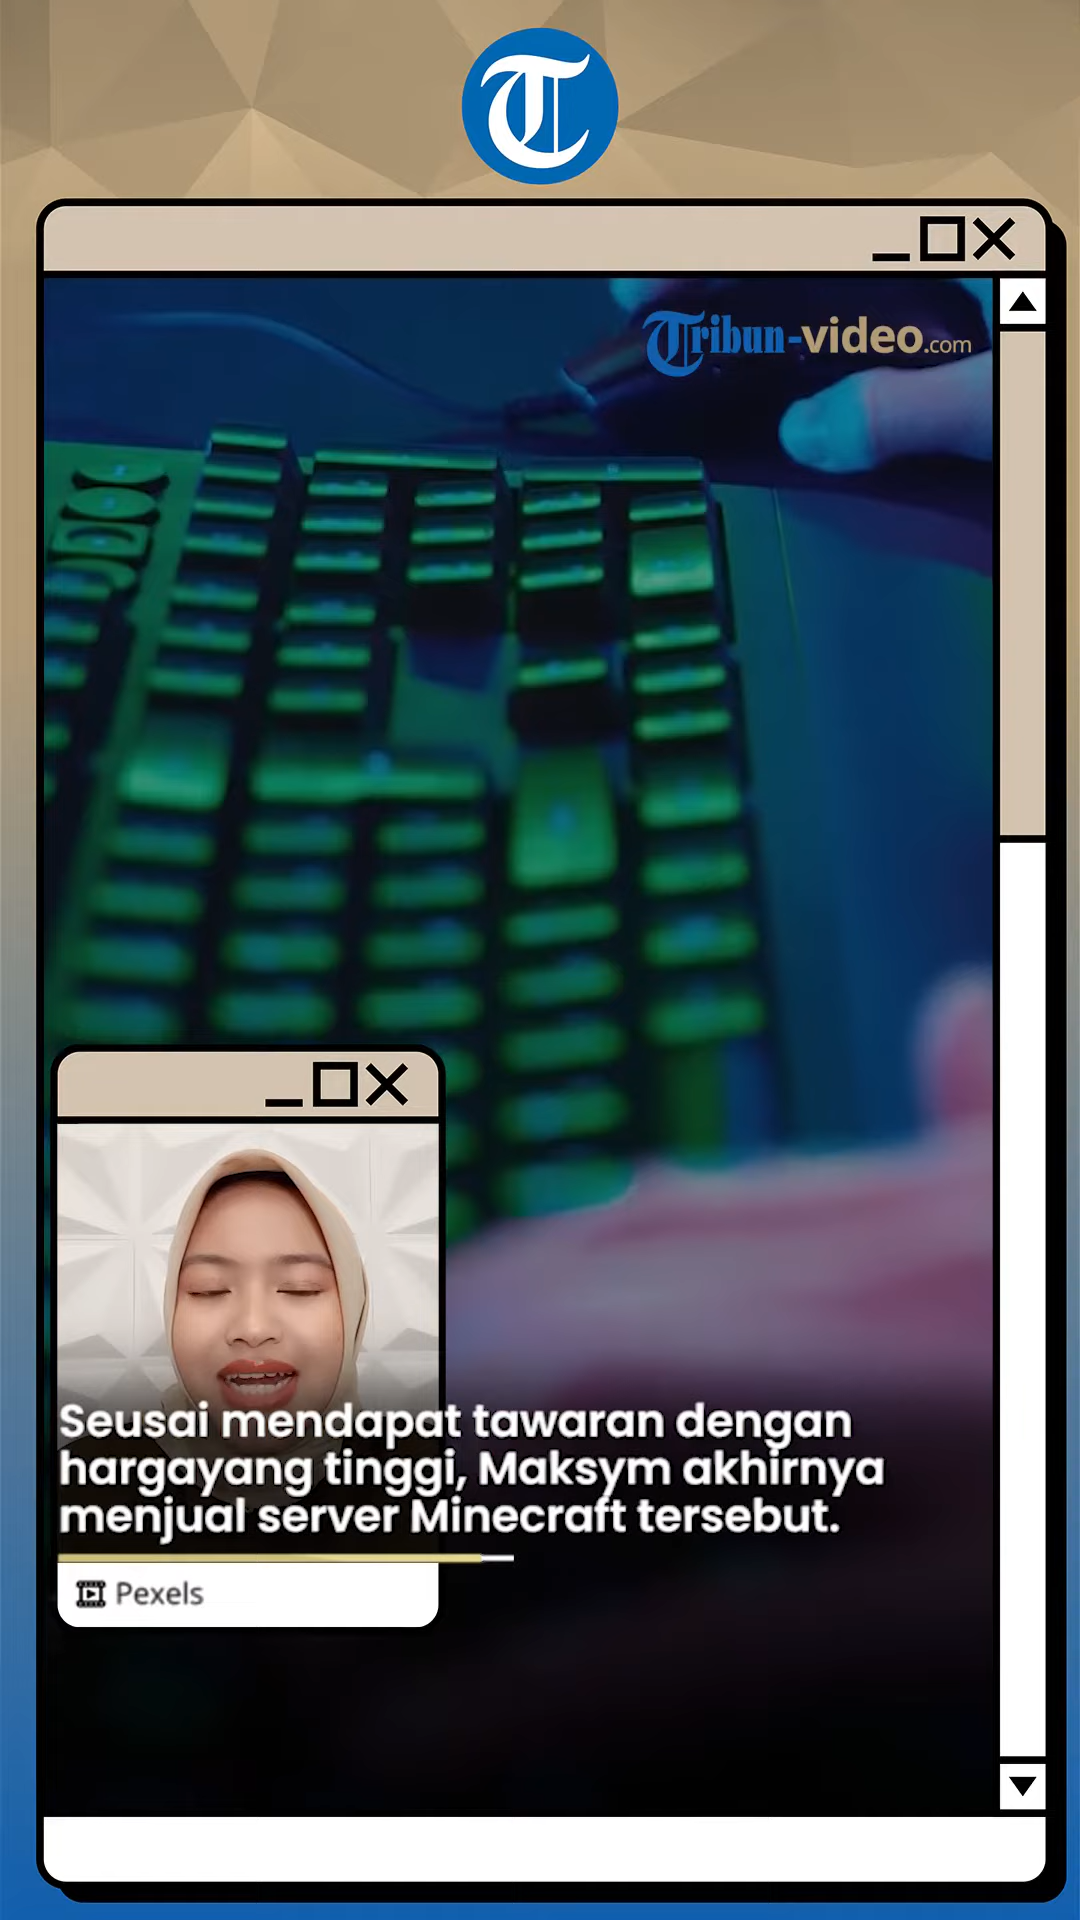 T
Tribun-video.com
Seusai mendapat tawaran dengan
hargayang tinggi, Maksym akhirnya
menjual server Minecraft tersebut.
Pexels